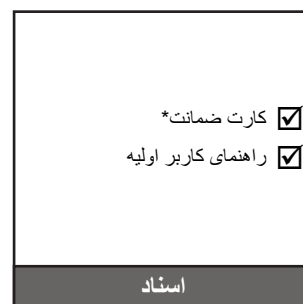 ☑ کارت ضمانت*
☑ راهنمای کاربر اولیه
اسناد